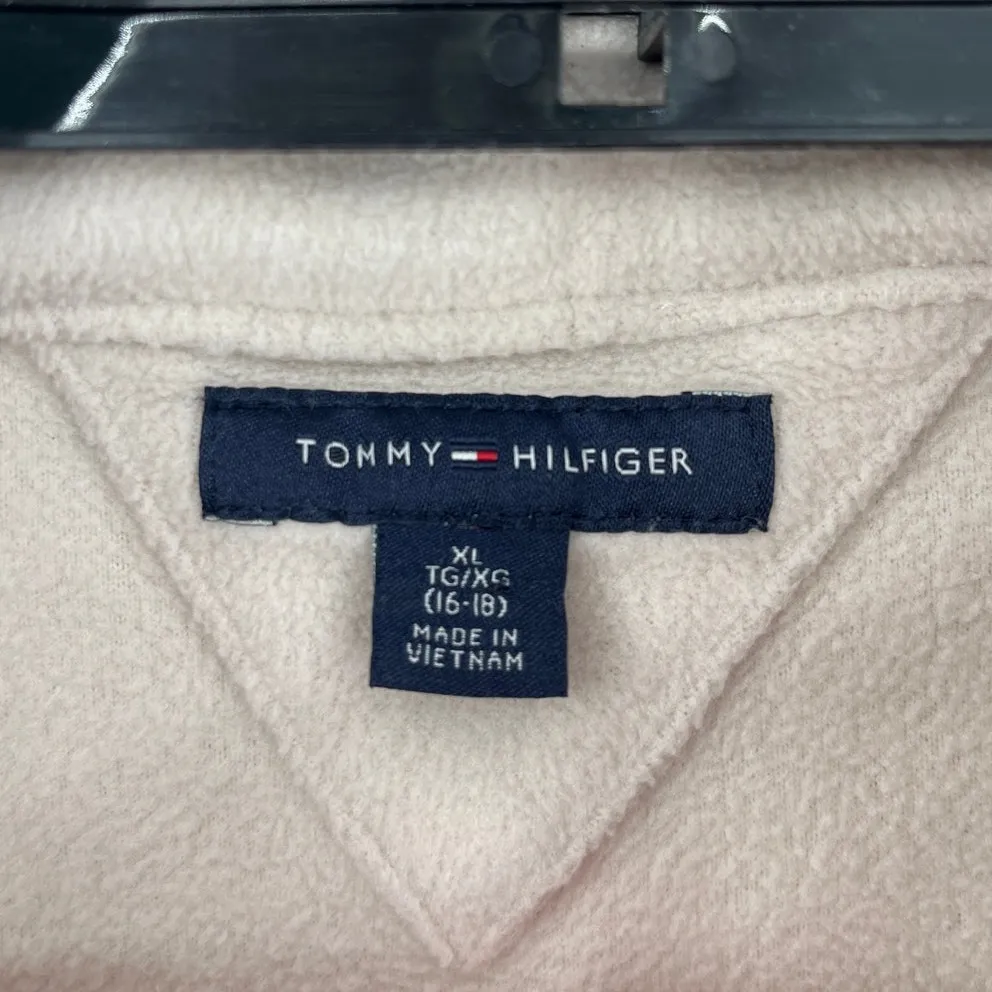 TOMMY HILFIGER
XL
TG/XG
(16-18)
MADE IN
VIETNAM